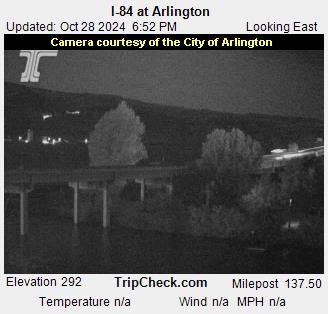 I-84 at Arlington
Updated: Oct 28 2024 6:52 PM Looking East
Camera courtesy of the City of Arlington
Elevation 292 TripCheck.com Milepost 137.50
Temperature n/a Wind n/a MPH n/a